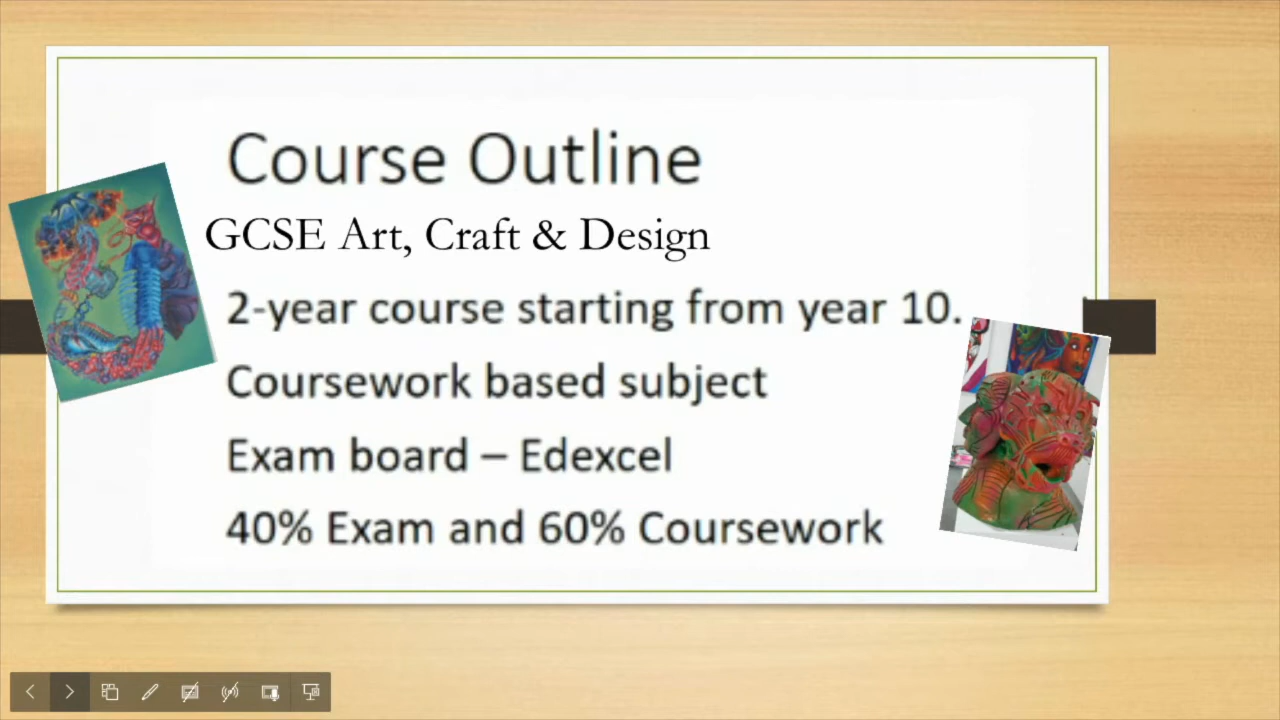 Course Outline
GCSE Art, Craft & Design
2-year course starting from year 10.
Coursework based subject
Exam board – Edexcel
40% Exam and 60% Coursework